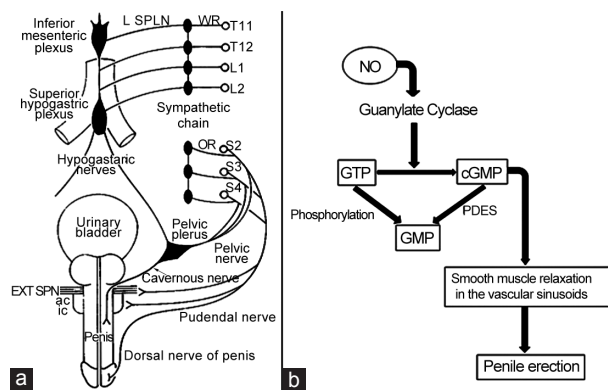 Inferior
mesenteric
plexus
L SPLN
WR
T11
T12
L1
L2
Superior
hypogastric
plexus
Sympathetic
chain
Hypogastaric
nerves
OR
S2
S3
S4
Urinary
bladder
Pelvic
plerus
Pelvic
nerve
Cavernous nerve
EXT SPN
ac
ic
Penis
Pudendal nerve
Dorsal nerve of penis
a
NO
Guanylate Cyclase
GTP
cGMP
Phosphorylation
PDES
GMP
Smooth muscle relaxation
in the vascular sinusoids
Penile erection
b